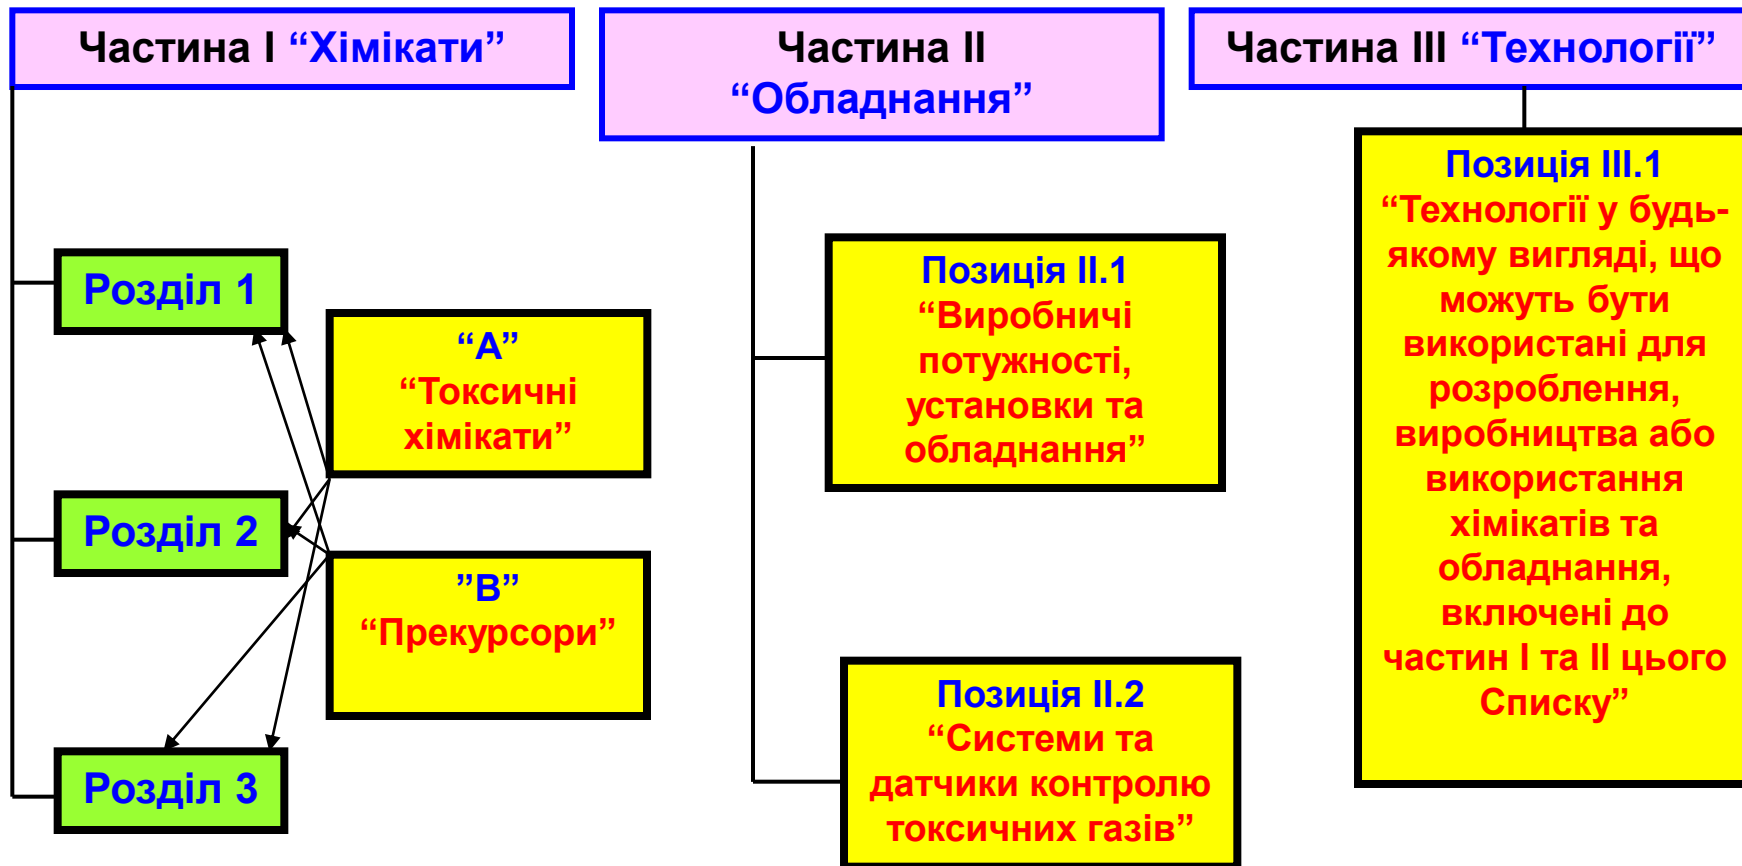 Частина I “Хімікати”
Розділ 1
Розділ 2
Розділ 3
“А”
“Токсичні
хімікати”
”В”
“Прекурсори”
Частина II
“Обладнання”
Позиція II.1
“Виробничі
потужності,
установки та
обладнання”
Позиція II.2
“Системи та
датчики контролю
токсичних газів”
Частина III “Технології”
Позиція III.1
“Технології у будь-
якому вигляді, що
можуть бути
використані для
розроблення,
виробництва або
використання
хімікатів та
обладнання,
включені до
частин I та II цього
Списку”